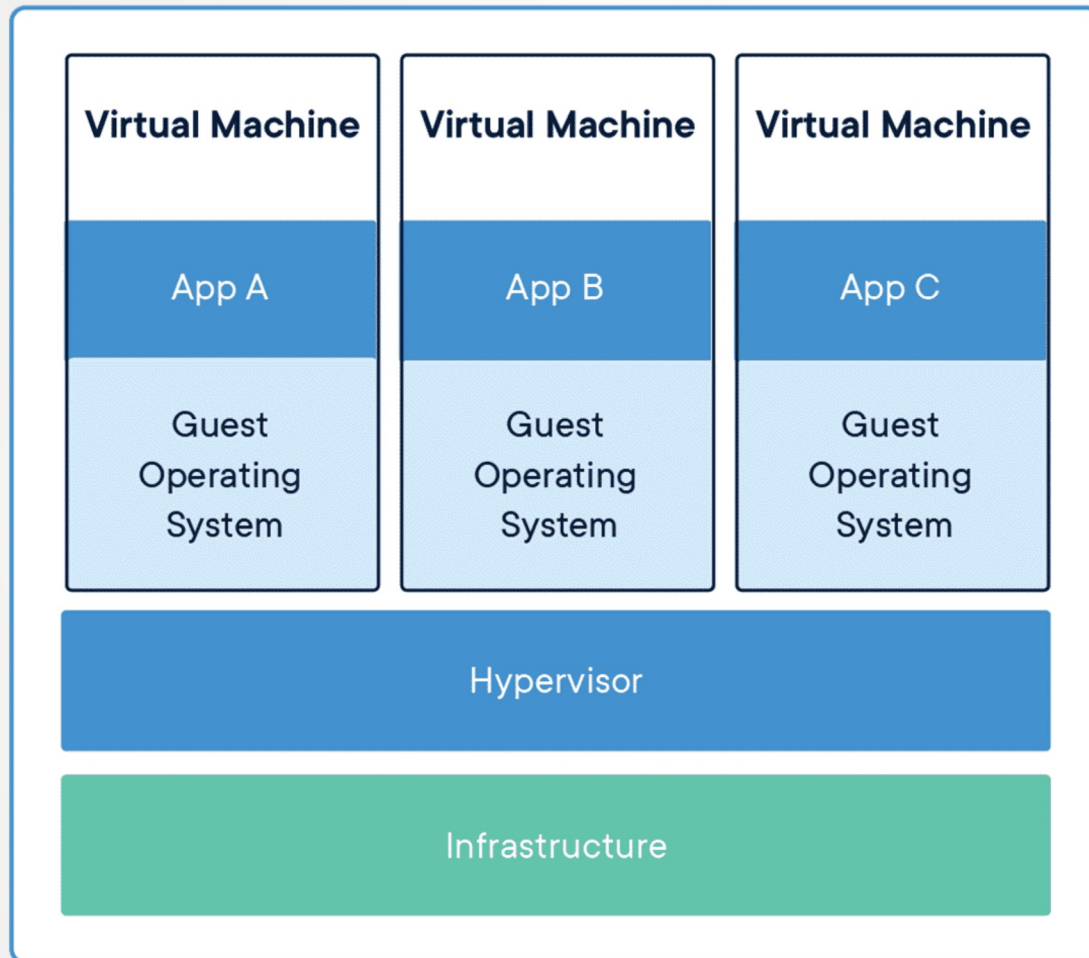 Virtual Machine
App A
Guest
Operating
System
Virtual Machine
App B
Guest
Operating
System
Virtual Machine
App C
Guest
Operating
System
Hypervisor
Infrastructure